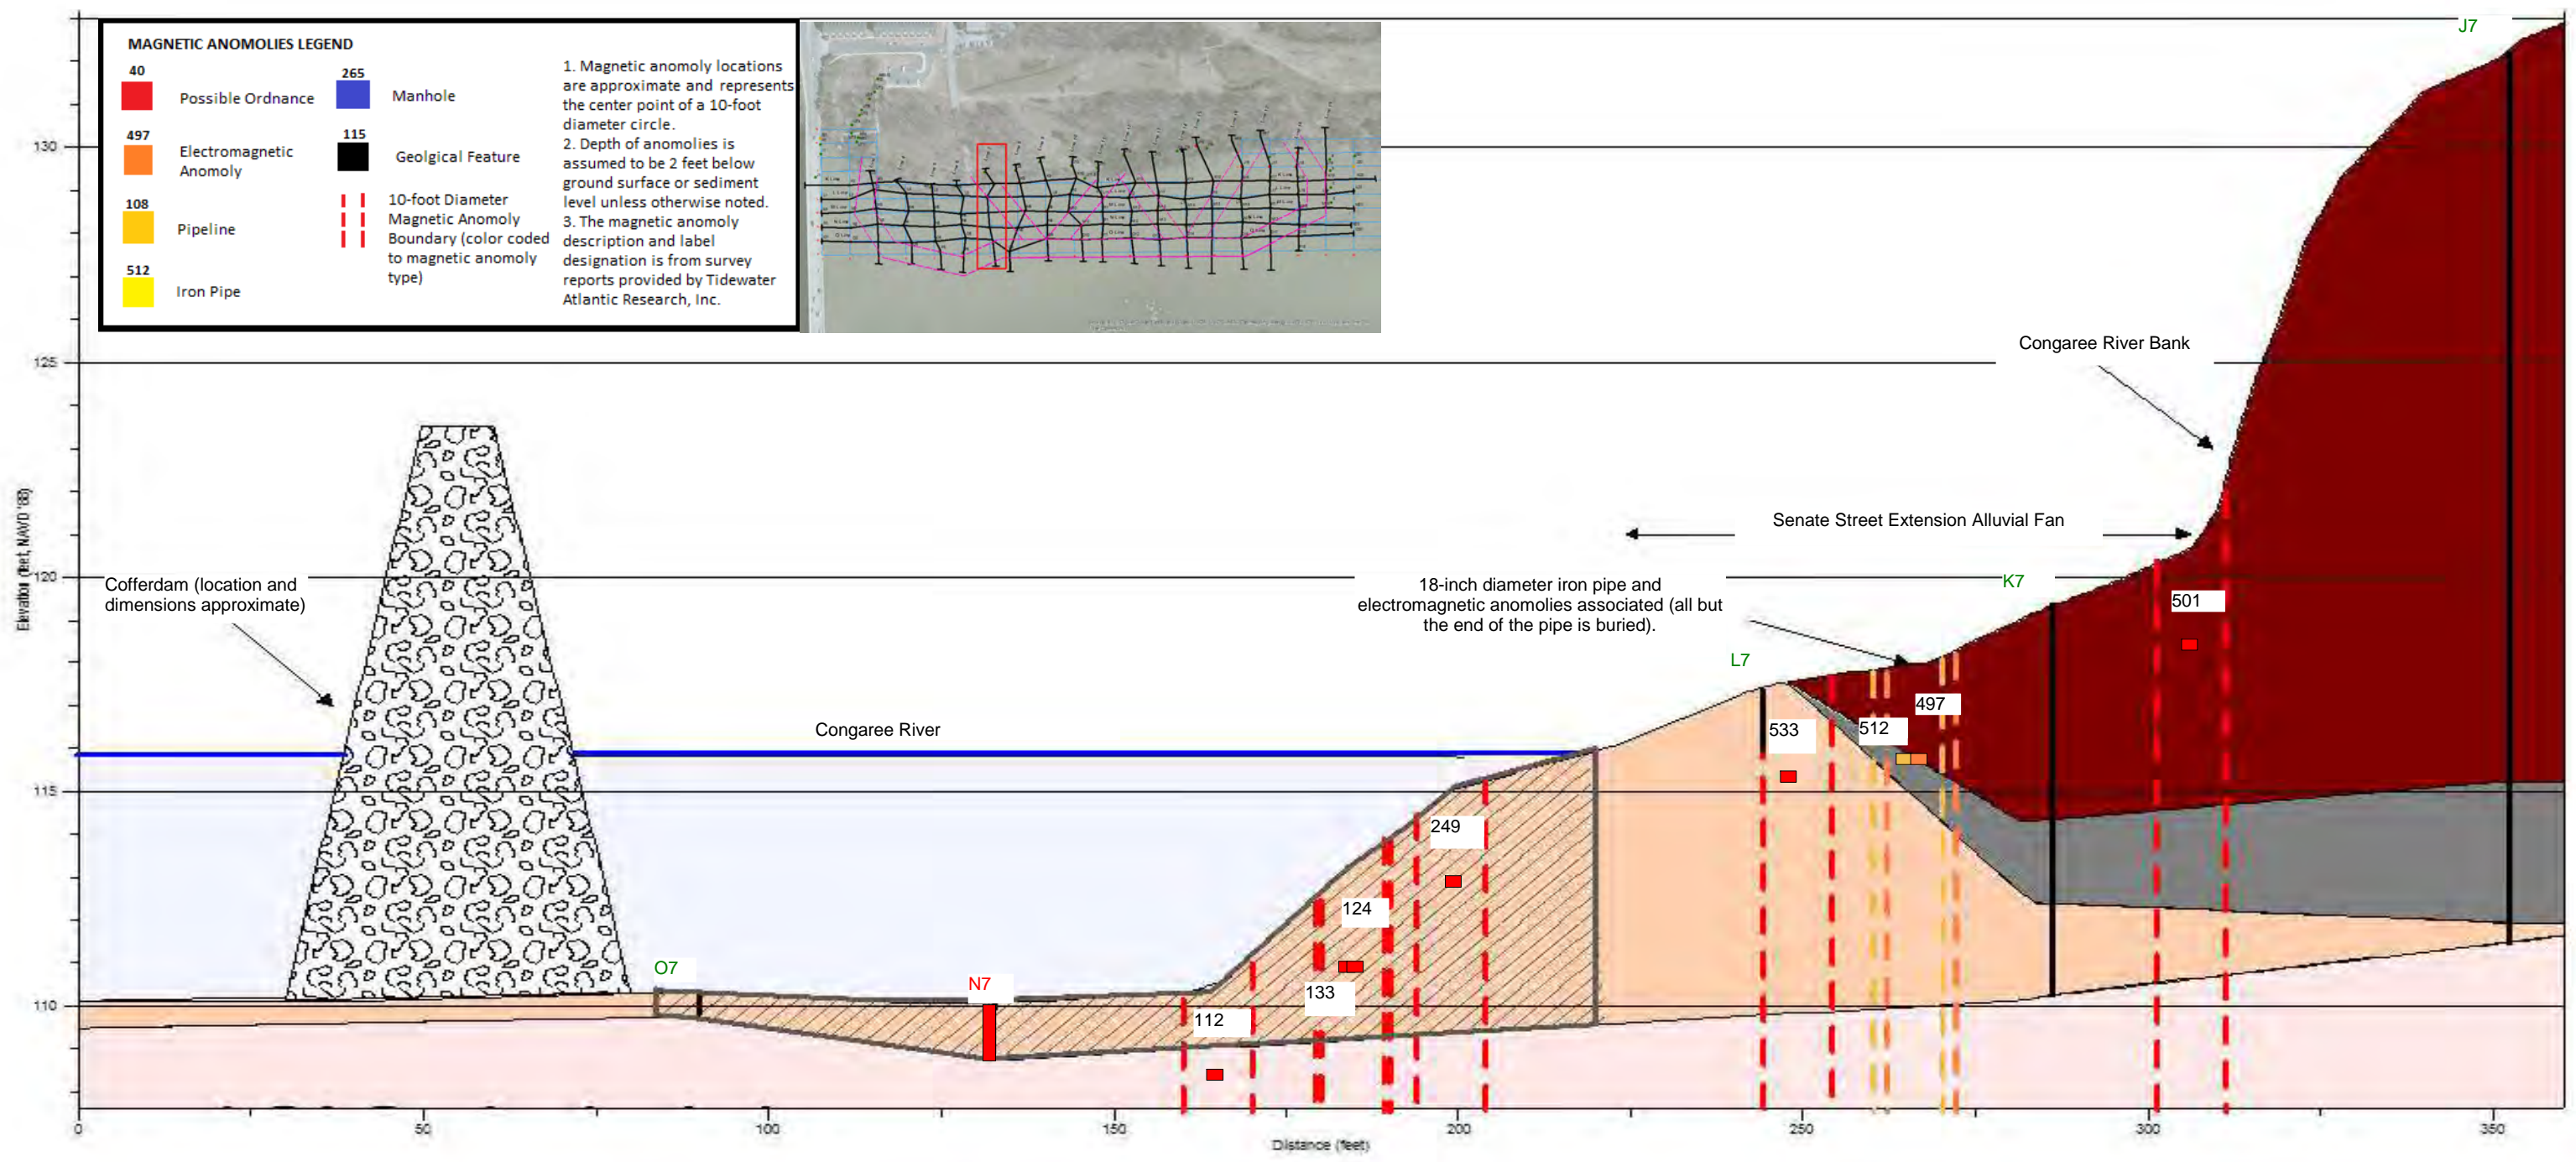 MAGNETIC ANOMOLIES LEGEND
40
Possible Ordnance
265
Manhole
497
Electromagnetic
Anomoly
115
Geolgical Feature
108
Pipeline
10-foot Diameter
Magnetic Anomoly
Boundary (color coded
to magnetic anomoly
type)
512
Iron Pipe
1. Magnetic anomoly locations
are approximate and represents
the center point of a 10-foot
diameter circle.
2. Depth of anomolies is
assumed to be 2 feet below
ground surface or sediment
level unless otherwise noted.
3. The magnetic anomoly
description and label
designation is from survey
reports provided by Tidewater
Atlantic Research, Inc.
J7
130
125
120
115
110
Elevation (feet, NAVD '88)
Congaree River Bank
Senate Street Extension Alluvial Fan
Cofferdam (location and
dimensions approximate)
18-inch diameter iron pipe and
electromagnetic anomolies associated (all but
the end of the pipe is buried).
K7
501
L7
497
512
533
Congaree River
249
124
133
112
O7
N7
0
50
100
150
200
250
300
350
Distance (feet)